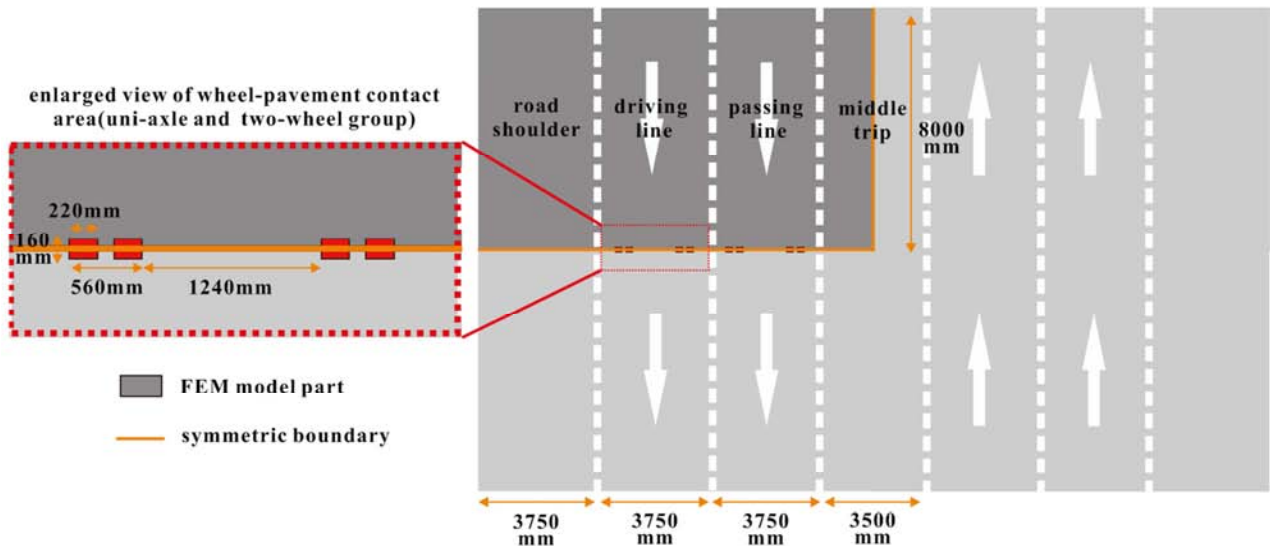 enlarged view of wheel-pavement contact
area(uni-axle and two-wheel group)
220mm
160
mm
560mm
1240mm
FEM model part
symmetric boundary
road
shoulder
driving
line
passing
line
middle
trip
8000
mm
3750
mm
3750
mm
3750
mm
3500
mm